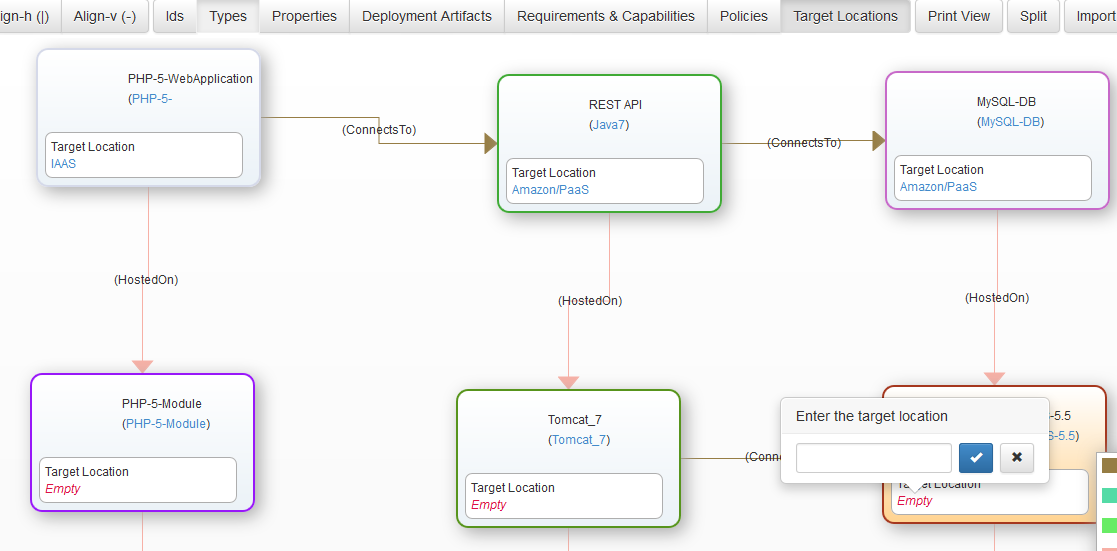 ign-h (|) Align-v (-) Ids Types Properties Deployment Artifacts Requirements & Capabilities Policies Target Locations Print View Split Import
PHP-5-WebApplication
(PHP-5-
Target Location
IAAS
(ConnectsTo)
REST API
(Java7)
Target Location
Amazon/PaaS
(ConnectsTo)
MySQL-DB
(MySQL-DB)
Target Location
Amazon/PaaS
(HostedOn)
(HostedOn)
(HostedOn)
PHP-5-Module
(PHP-5-Module)
Target Location
Empty
Tomcat_7
(Tomcat_7)
Target Location
Empty
(Conn
Enter the target location
-5.5
S-5.5)
Target Location
Empty